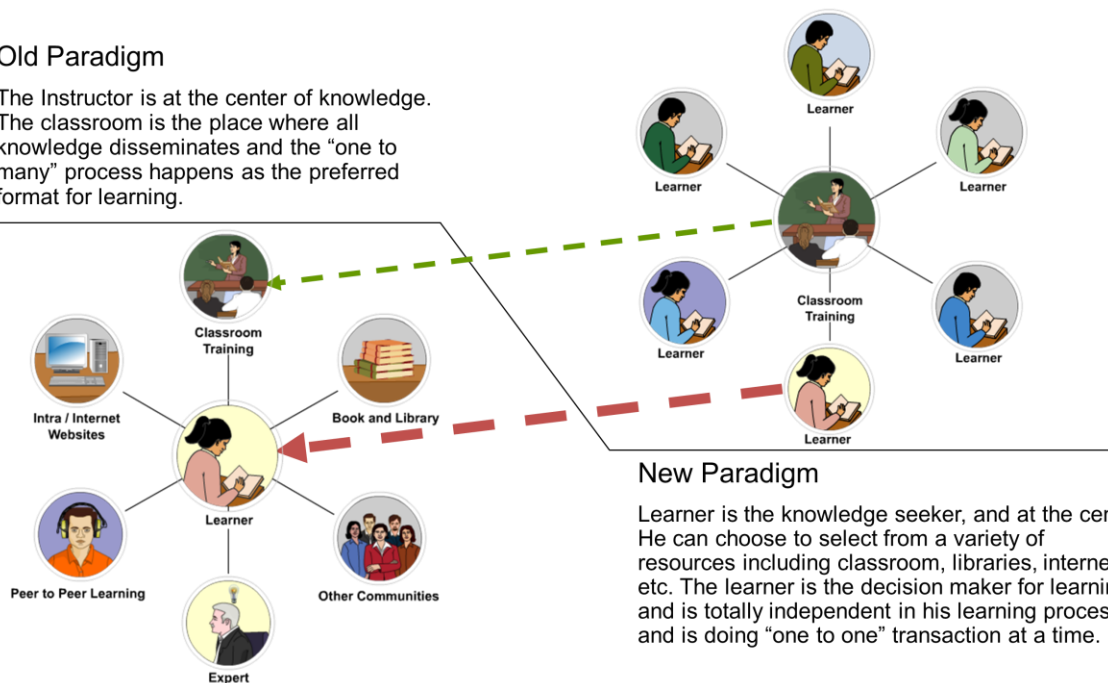 Old Paradigm
The Instructor is at the center of knowledge.
The classroom is the place where all
knowledge disseminates and the “one to
many” process happens as the preferred
format for learning.
Learner
Learner
Learner
Classroom
Training
Learner
Learner
Learner
Classroom
Training
Intra / Internet
Websites
Book and Library
Learner
Peer to Peer Learning
Other Communities
Expert
New Paradigm
Learner is the knowledge seeker, and at the cen
He can choose to select from a variety of
resources including classroom, libraries, interne
etc. The learner is the decision maker for learnin
and is totally independent in his learning proces
and is doing “one to one” transaction at a time.